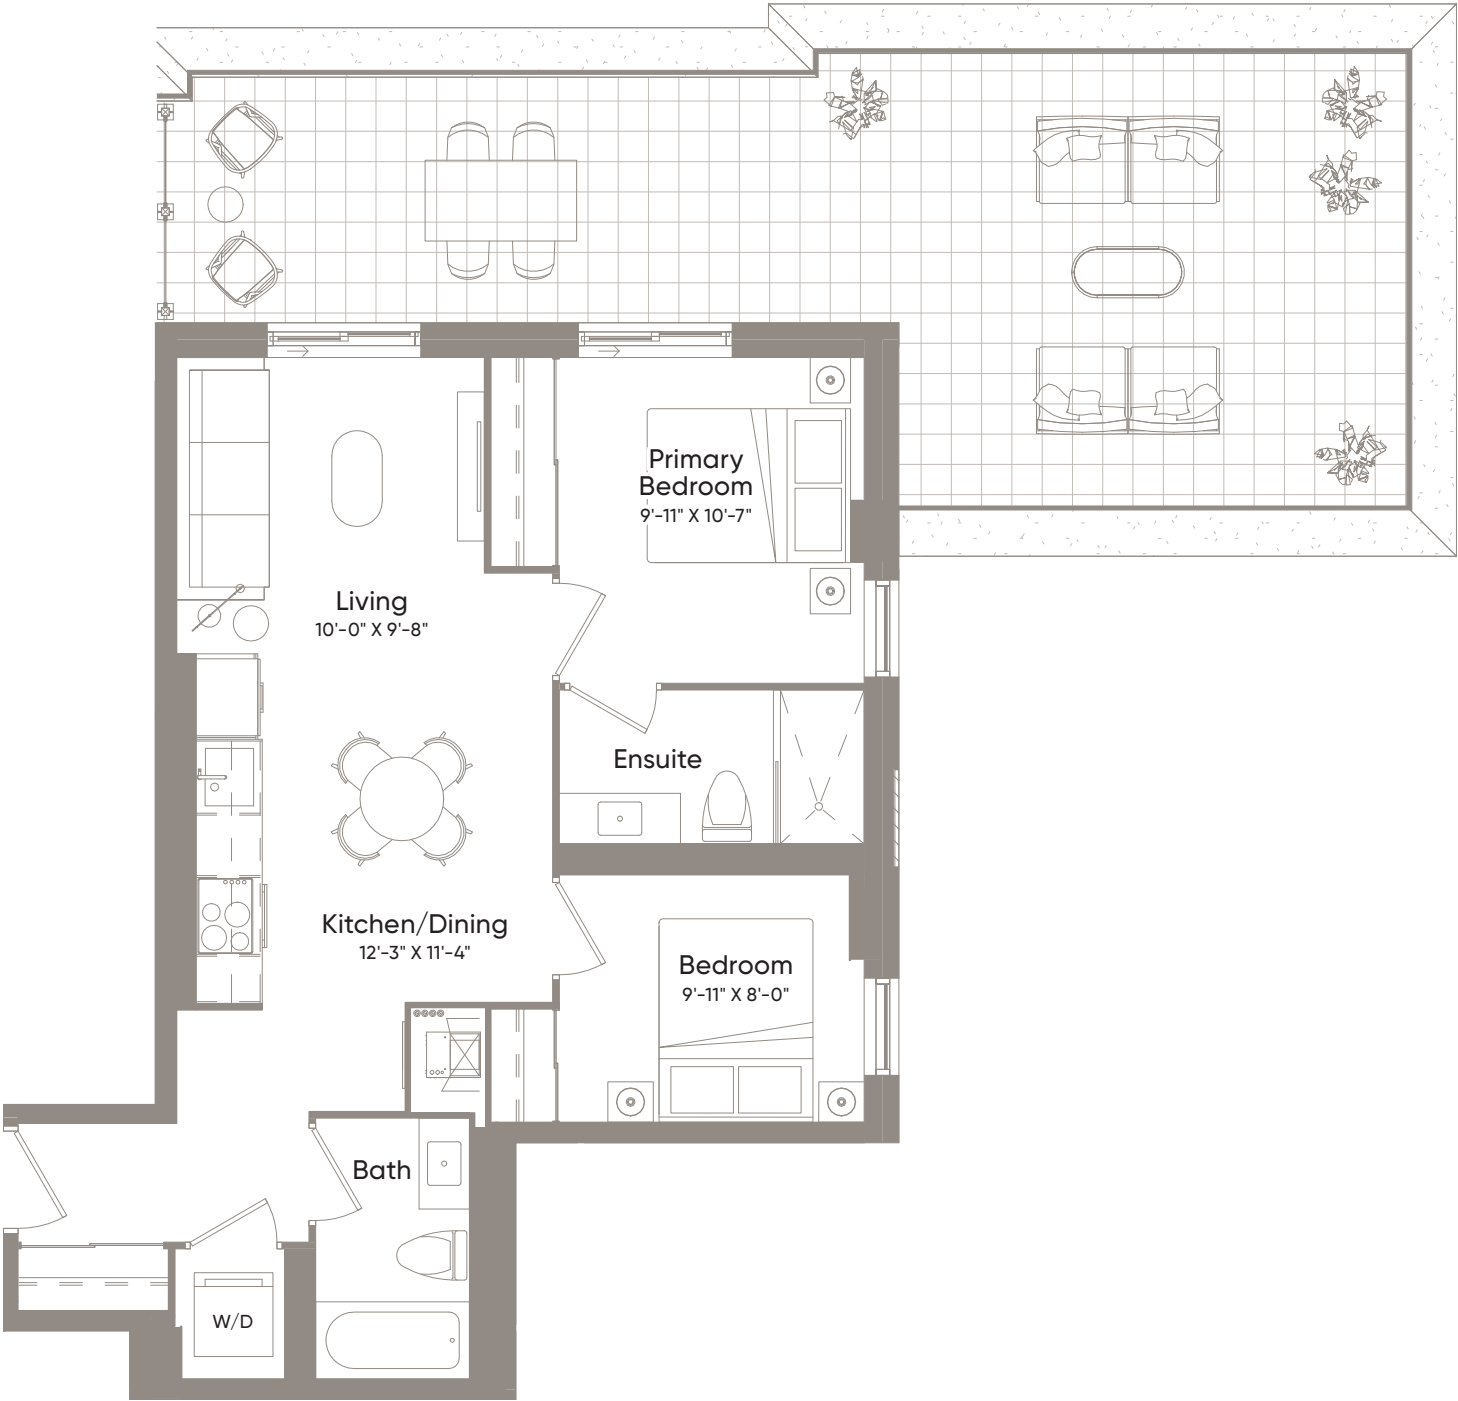 Primary
Bedroom
9'-11" X 10'-7"
Living
10'-0" X 9'-8"
Ensuite
Kitchen/Dining
12'-3" X 11'-4"
Bedroom
9'-11" X 8'-0"
Bath
W/D